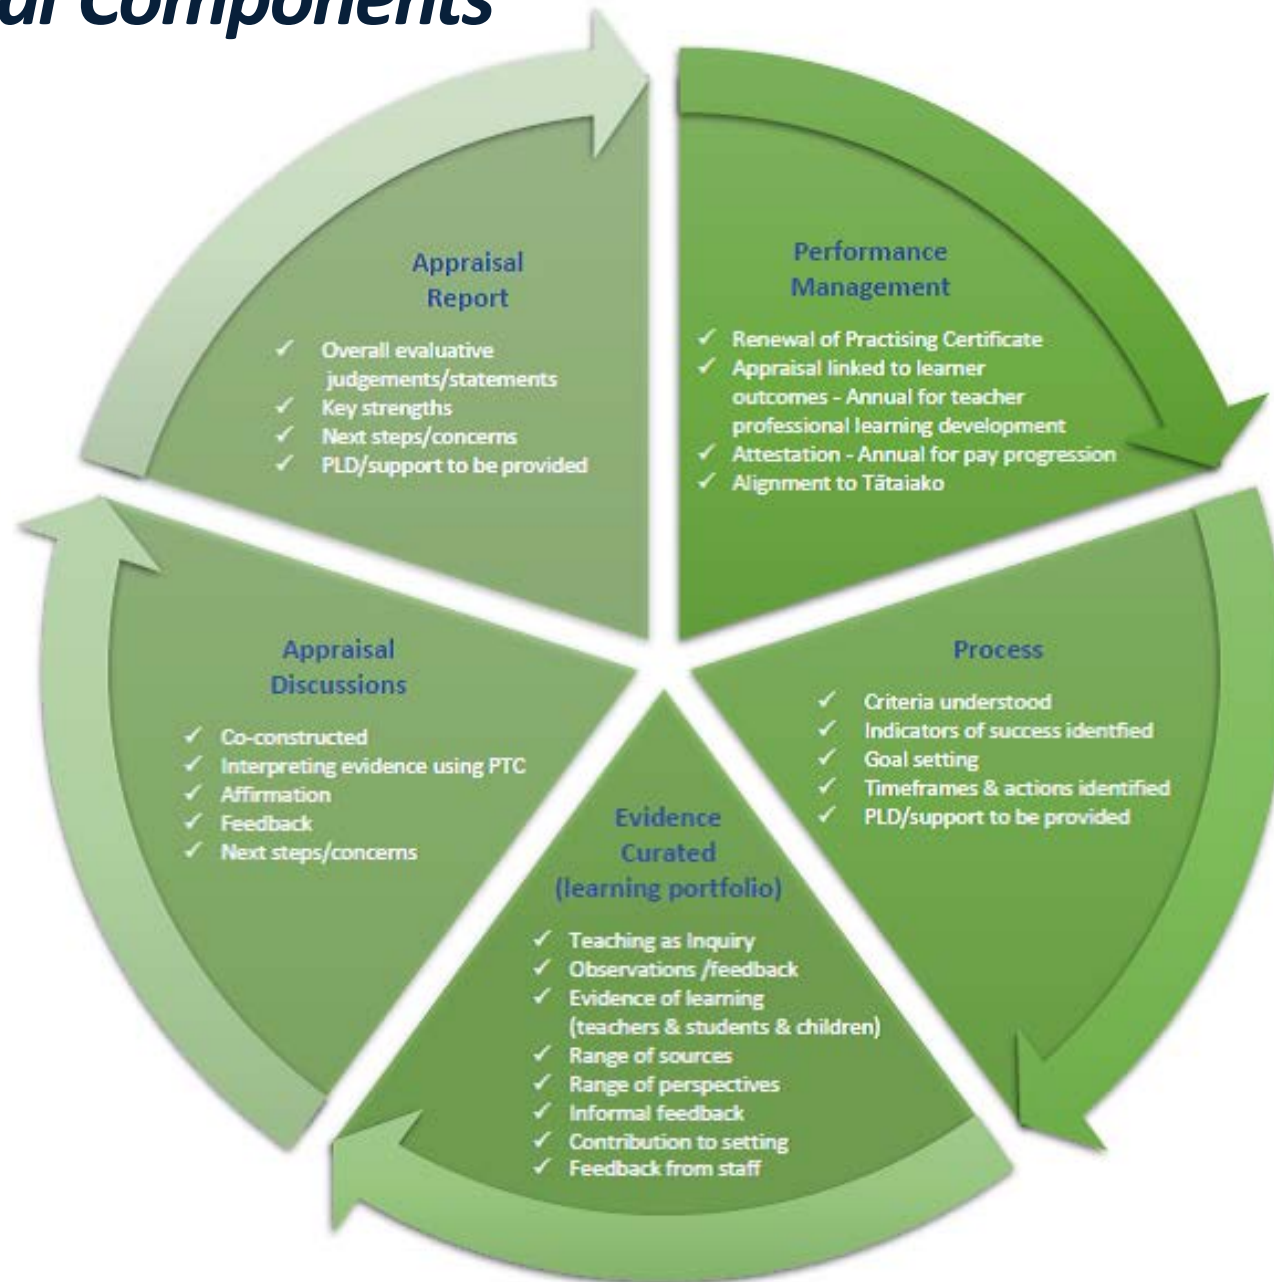 al Components
Appraisal
Report
✓ Overall evaluative
judgements/statements
✓ Key strengths
✓ Next steps/concerns
✓ PLD/support to be provided
Performance
Management
✓ Renewal of Practising Certificate
✓ Appraisal linked to learner
outcomes - Annual for teacher
professional learning development
✓ Attestation - Annual for pay progression
✓ Alignment to Tātaiako
Process
✓ Criteria understood
✓ Indicators of success identfied
✓ Goal setting
✓ Timeframes & actions identified
✓ PLD/support to be provided
Evidence
Curated
(learning portfolio)
✓ Teaching as Inquiry
✓ Observations /feedback
✓ Evidence of learning
(teachers & students & children)
✓ Range of sources
✓ Range of perspectives
✓ Informal feedback
✓ Contribution to setting
✓ Feedback from staff
Appraisal
Discussions
✓ Co-constructed
✓ Interpreting evidence using PTC
✓ Affirmation
✓ Feedback
✓ Next steps/concerns